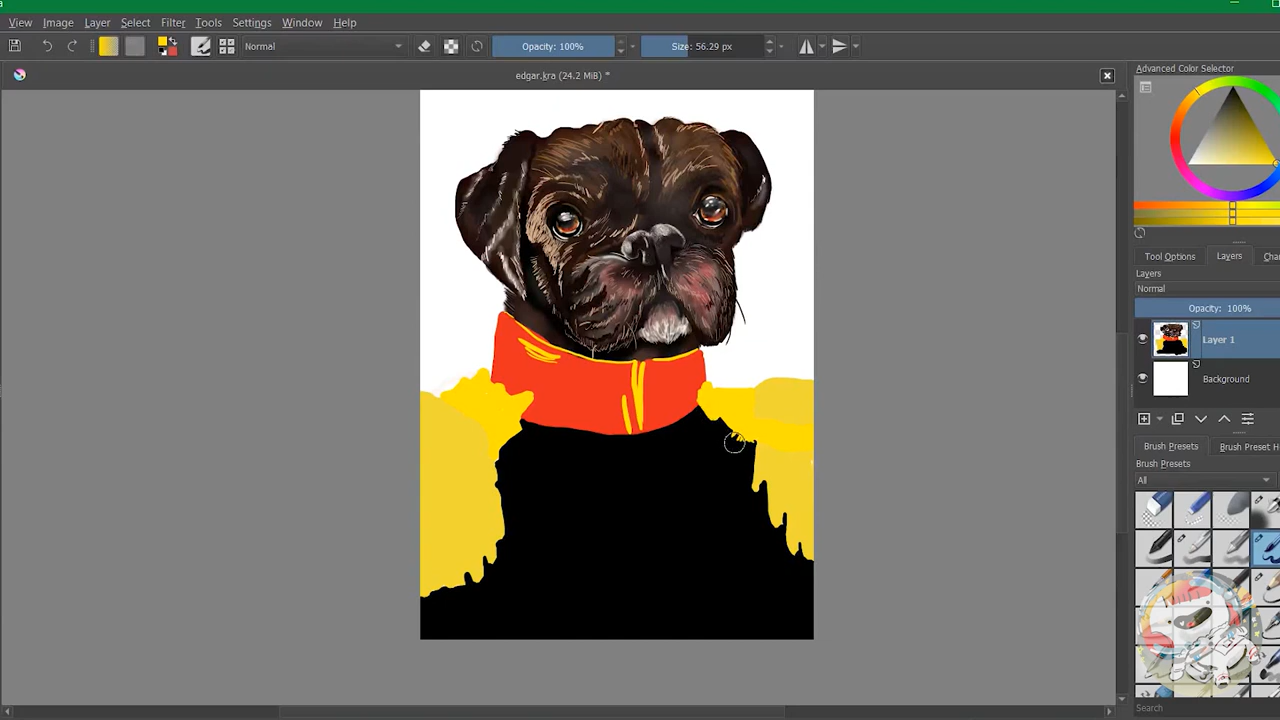 View Image Layer Select Filter Tools Settings Window Help
Normal
Opacity: 100%
Size: 56.29 px
edgar.kra (24.2 MiB) *
Advanced Color Selector
Tool Options
Layers
Cha
Layers
Normal
Opacity: 100%
Layer 1
Background
Brush Presets
Brush Preset H
Brush Presets
All
Search